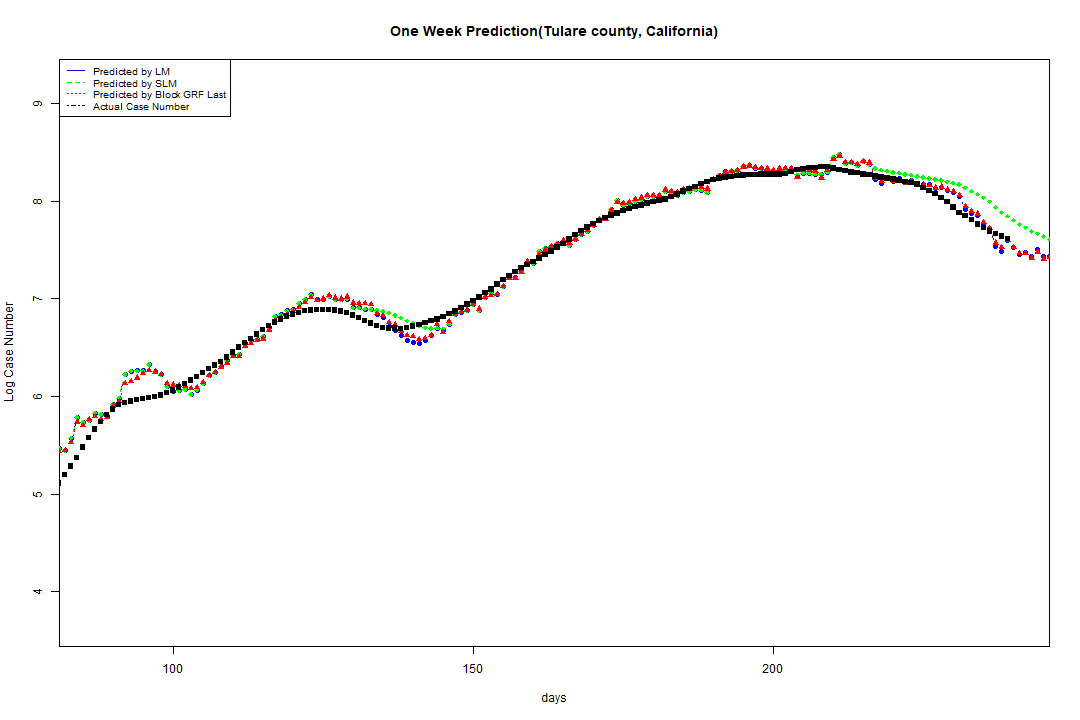 One Week Prediction(Tulare county, California)
Predicted by LM
Predicted by SLM
Predicted by Block GRF Last
Actual Case Number
9
8
7
6
5
4
Log Case Number
100 150 200
days